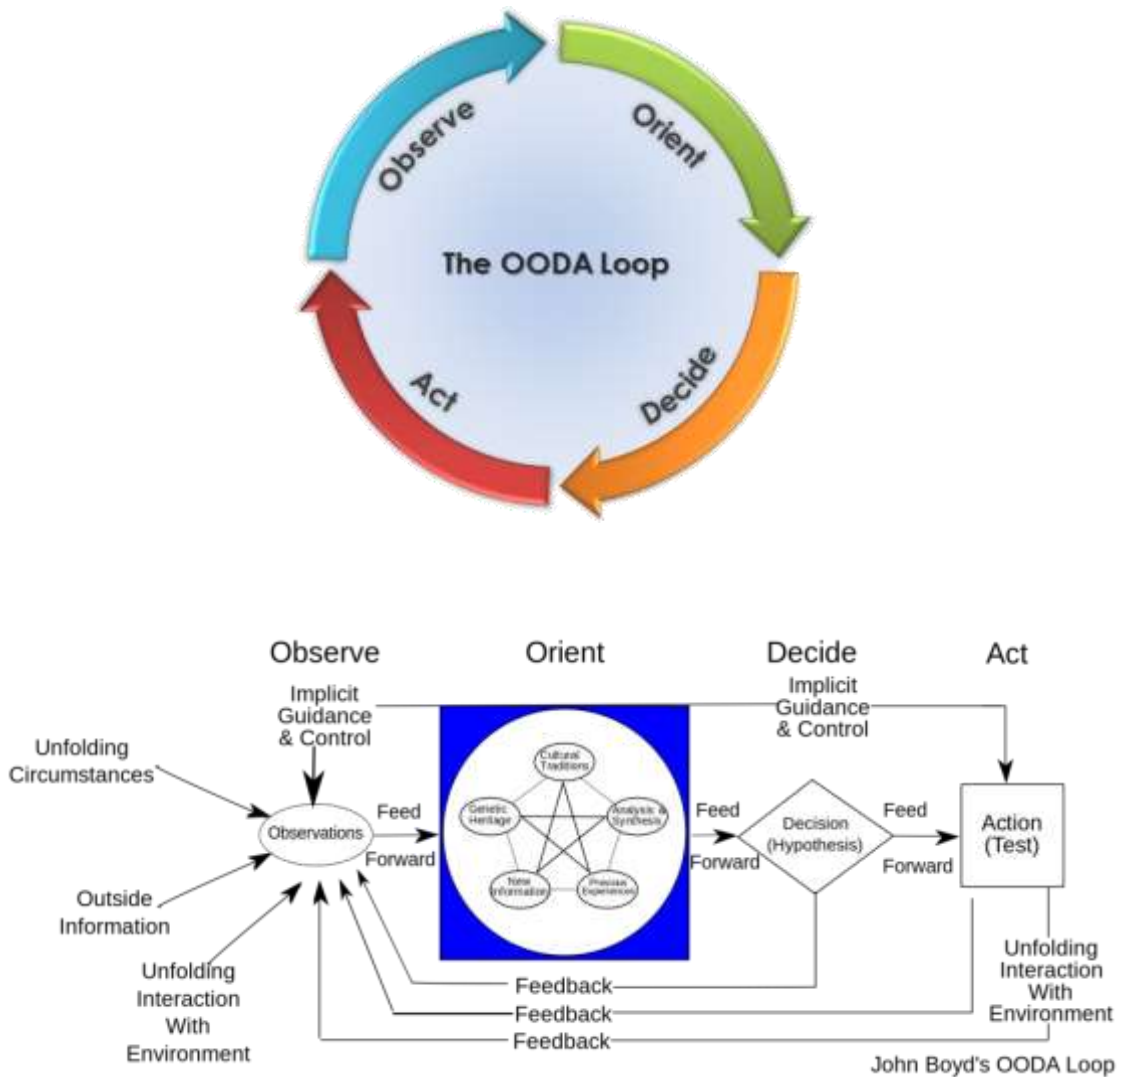 Observe
Orient
The OODA Loop
Act
Decide
Observe
Orient
Decide
Act
Implicit
Guidance
& Control
Implicit
Guidance
& Control
Unfolding
Circumstances
Cultural
Traditions
Genetic
Heritage
Analysis &
Synthesis
New
Information
Previous
Experiences
Observations
Feed
Forward
Feed
Forward
Decision
(Hypothesis)
Feed
Forward
Action
(Test)
Outside
Information
Unfolding
Interaction
With
Environment
Unfolding
Interaction
With
Environment
Feedback
Feedback
Feedback
John Boyd's OODA Loop